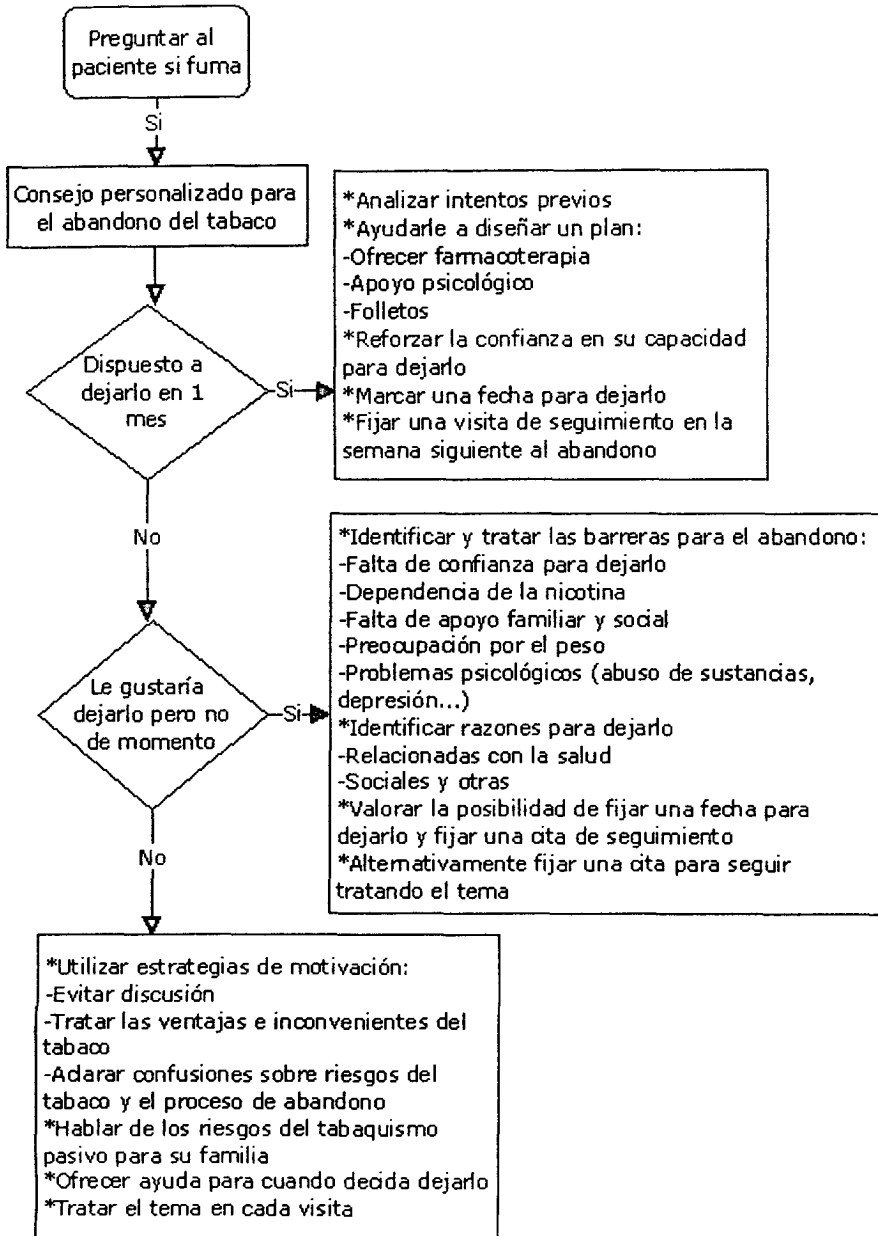 Preguntar al
paciente si fuma
Si
Consejo personalizado para
el abandono del tabaco
*Analizar intentos previos
*Ayudarle a diseñar un plan:
-Ofrecer farmacoterapia
-Apoyo psicológico
-Folletos
*Reforzar la confianza en su capacidad
para dejarlo
*Marcar una fecha para dejarlo
*Fijar una visita de seguimiento en la
semana siguiente al abandono
Dispuesto a
dejarlo en 1
mes
Si
No
*Identificar y tratar las barreras para el abandono:
-Falta de confianza para dejarlo
-Dependencia de la nicotina
-Falta de apoyo familiar y social
-Preocupación por el peso
-Problemas psicológicos (abuso de sustancias,
depresión...)
*Identificar razones para dejarlo
-Relacionadas con la salud
-Sociales y otras
*Valorar la posibilidad de fijar una fecha para
dejarlo y fijar una cita de seguimiento
*Alternativamente fijar una cita para seguir
tratando el tema
Le gustaría
dejarlo pero no
de momento
Si
No
*Utilizar estrategias de motivación:
-Evitar discusión
-Tratar las ventajas e inconvenientes del
tabaco
-Aclarar confusiones sobre riesgos del
tabaco y el proceso de abandono
*Hablar de los riesgos del tabaquismo
pasivo para su familia
*Ofrecer ayuda para cuando decida dejarlo
*Tratar el tema en cada visita